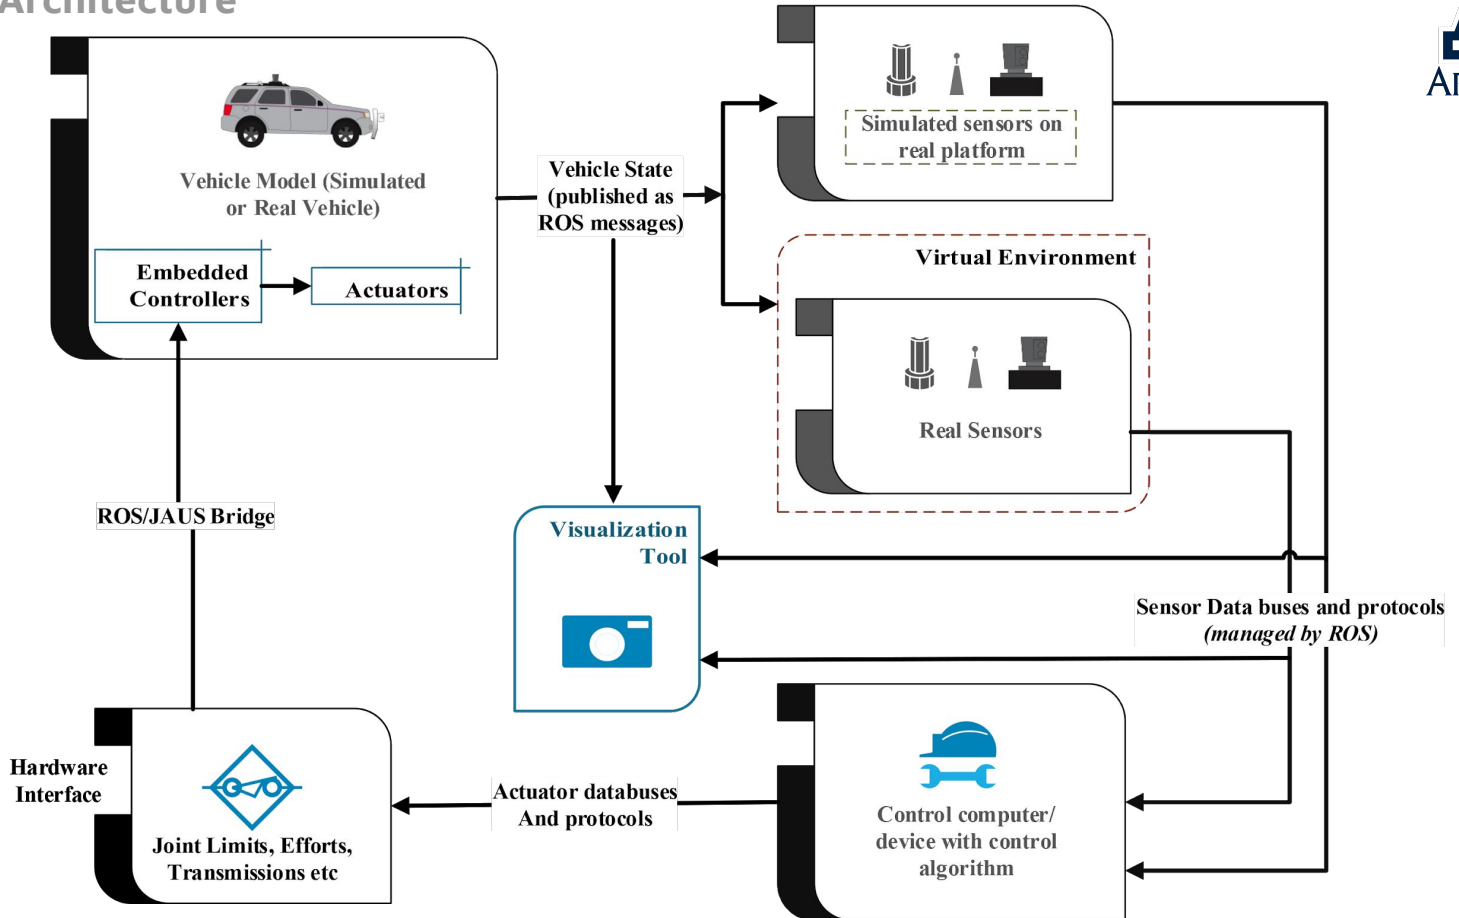 Architecture
Simulated sensors on
real platform
Vehicle Model (Simulated
or Real Vehicle)
Vehicle State
(published as
ROS messages)
Embedded
Controllers
Actuators
Virtual Environment
Real Sensors
ROS/JAUS Bridge
Visualization
Tool
Sensor Data buses and protocols
(managed by ROS)
Hardware
Interface
Joint Limits, Efforts,
Transmissions etc
Actuator databuses
And protocols
Control computer/
device with control
algorithm